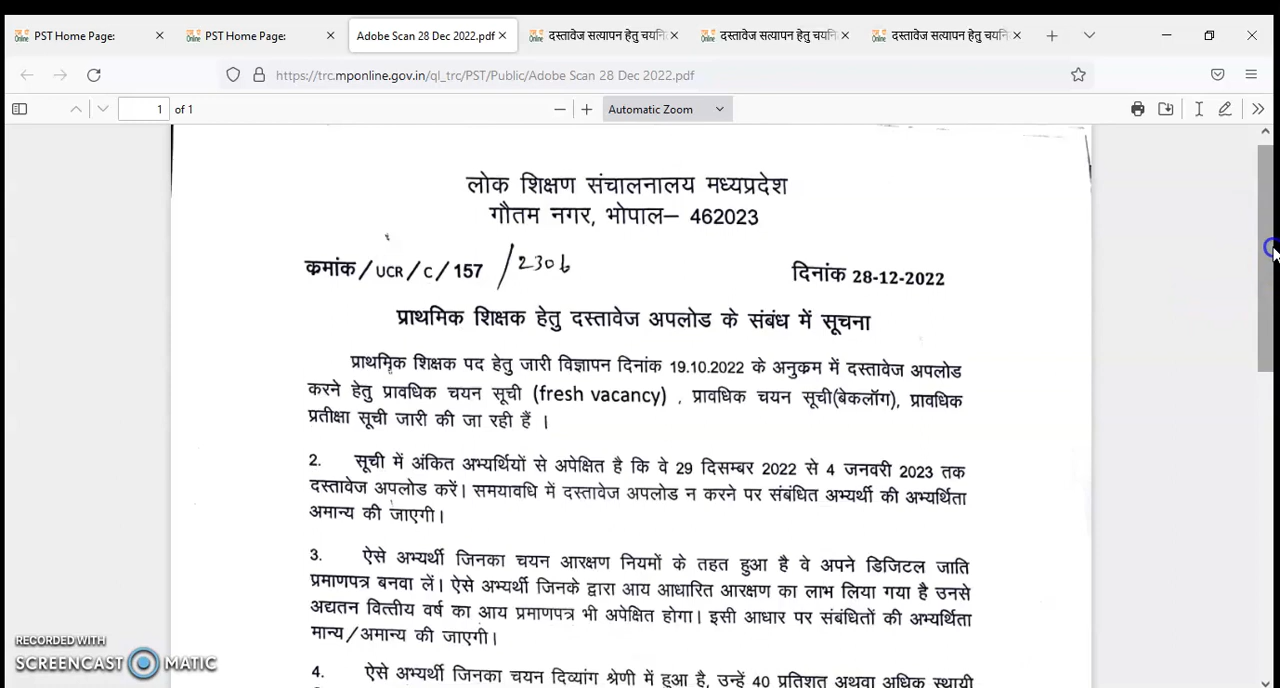 PST Home Page:
PST Home Page:
Adobe Scan 28 Dec 2022.pdf
दस्तावेज सत्यापन हेतु चयनि
दस्तावेज सत्यापन हेतु चयनि
दस्तावेज सत्यापन हेतु चयनि
https://trc.mponline.gov.in/ql_trc/PST/Public/Adobe Scan 28 Dec 2022.pdf
1 of 1
Automatic Zoom
लोक शिक्षण संचालनालय मध्यप्रदेश
गौतम नगर, भोपाल– 462023
कमांक / UCR / C / 157 / 2306
दिनांक 28-12-2022
प्राथमिक शिक्षक हेतु दस्तावेज अपलोड के संबंध में सूचना
प्राथमिक शिक्षक पद हेतु जारी विज्ञापन दिनांक 19.10.2022 के अनुकम में दस्तावेज अपलोड
करने हेतु प्रावधिक चयन सूची (fresh vacancy) , प्रावधिक चयन सूची(बेकलॉग), प्रावधिक
प्रतीक्षा सूची जारी की जा रही हैं ।
2. सूची में अंकित अभ्यर्थियों से अपेक्षित है कि वे 29 दिसम्बर 2022 से 4 जनवरी 2023 तक
दस्तावेज अपलोड करें। समयावधि में दस्तावेज अपलोड न करने पर संबंधित अभ्यर्थी की अभ्यर्थिता
अमान्य की जाएगी।
3. ऐसे अभ्यर्थी जिनका चयन आरक्षण नियमों के तहत हुआ है वे अपने डिजिटल जाति
प्रमाणपत्र बनवा लें। ऐसे अभ्यर्थी जिनके द्वारा आय आधारित आरक्षण का लाभ लिया गया है उनसे
अद्यतन वित्तीय वर्ष का आय प्रमाणपत्र भी अपेक्षित होगा। इसी आधार पर संबंधितों की अभ्यर्थिता
मान्य/अमान्य की जाएगी।
4. ऐसे अभ्यर्थी जिनका चयन दिव्यांग श्रेणी में हुआ है, उन्हें 40 प्रतिशत अथवा अधिक स्थायी
RECORDED WITH
SCREENCAST MATIC